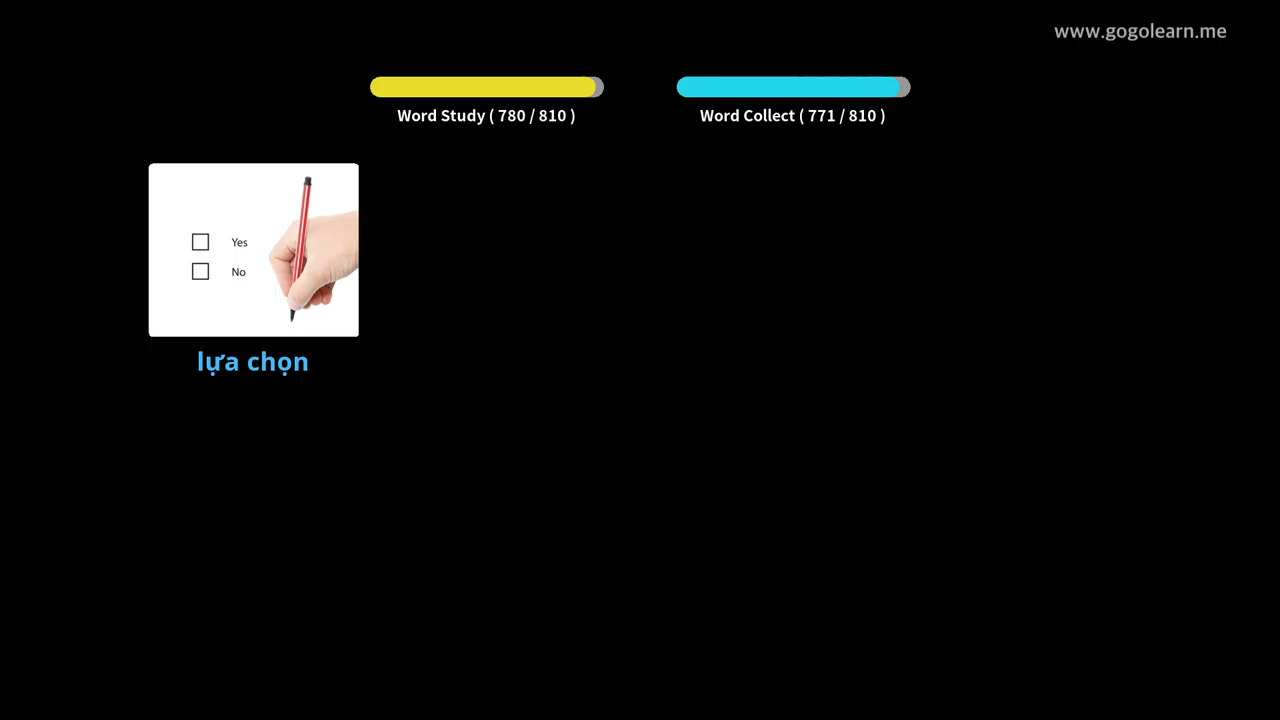 www.gogolearn.me
Word Study ( 780 / 810 )
Word Collect ( 771 / 810 )
Yes
No
lựa chọn